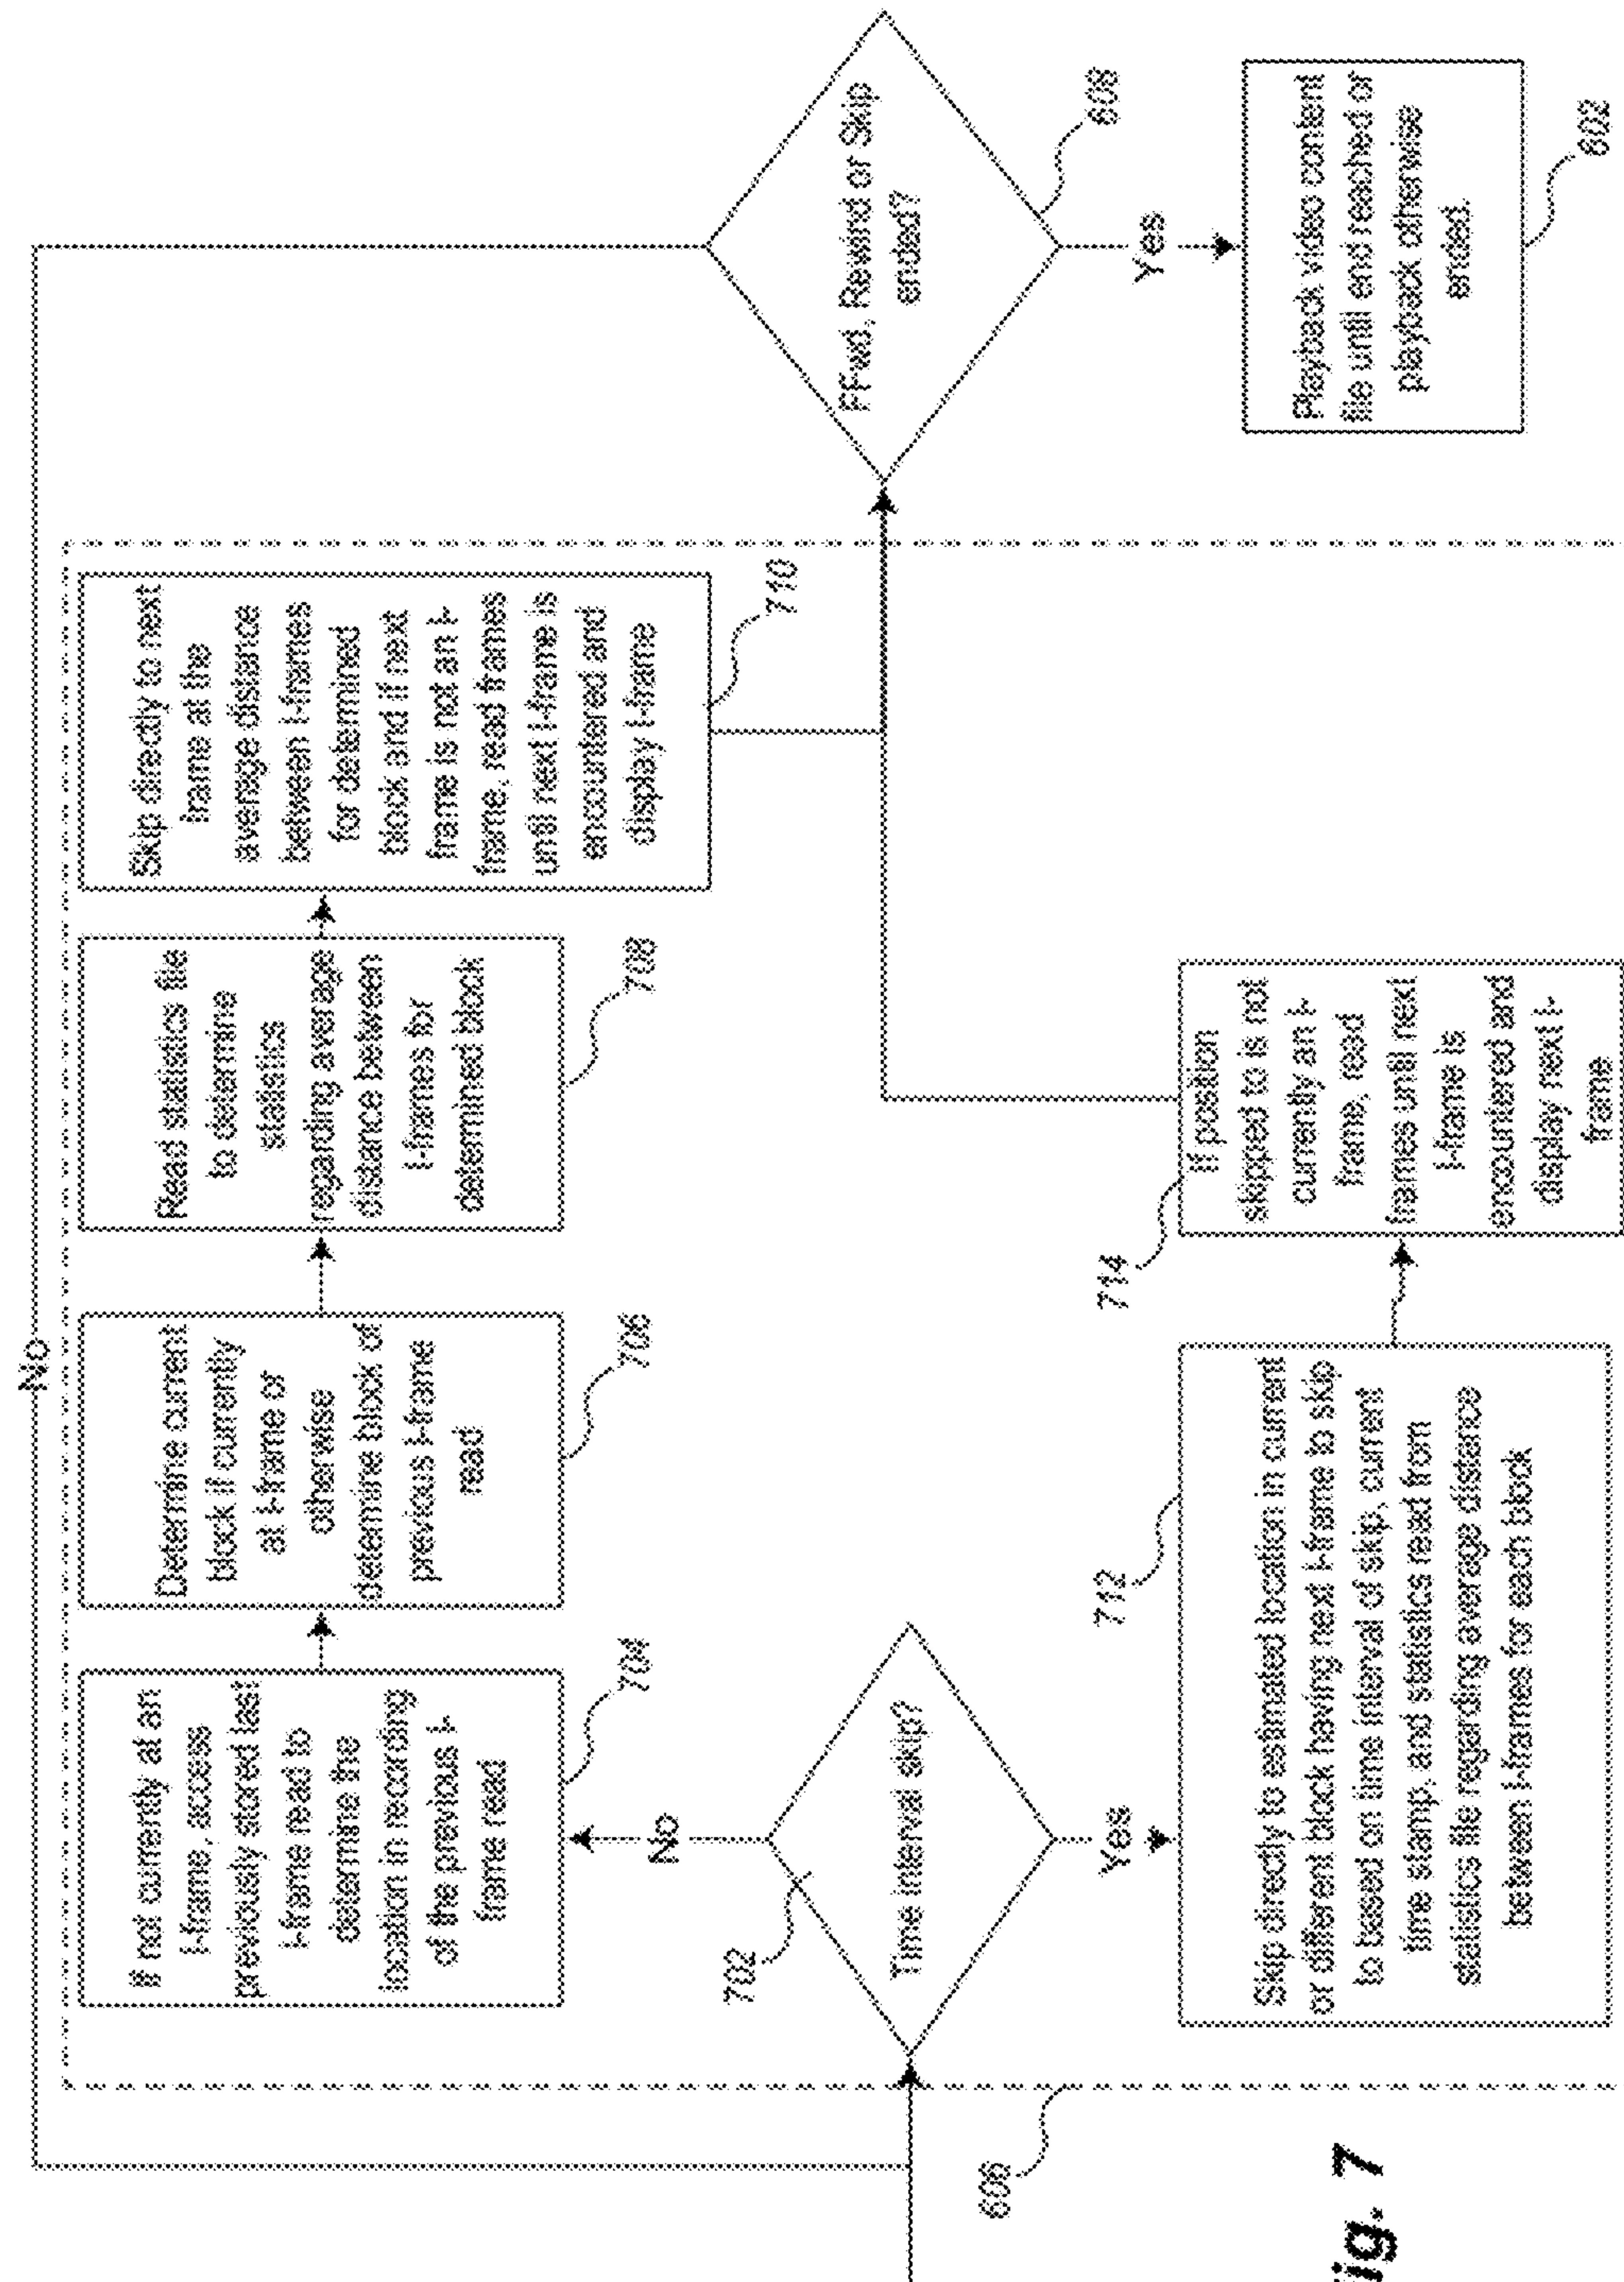 No
If not currently at an
I-frame, access
previously stored last
I-frame read to
determine the
location in recording
of the previous I-
frame read
704
Determine current
block if currently
at I-frame or
otherwise
determine block of
previous I-frame
read
706
Read statistics file
to determine
statistics
regarding average
distance between
I-frames for
determined block
708
Skip directly to next
frame at the
average distance
between I-frames
for determined
block and if next
frame is not an I-
frame, read frames
until next I-frame is
encountered and
display I-frame
710
No
702
Time interval skip?
Yes
FFwd, Rewind or Skip
ended?
608
Yes
Playback video content
file until end reached or
playback otherwise
ended.
602
606
712
Skip directly to estimated location in current
or different block having next I-frame to skip
to based on time interval of skip, current
time stamp, and statistics read from
statistics file regarding average distance
between I-frames for each block
714
If position
skipped to is not
currently an I-
frame, read
frames until next
I-frame is
encountered and
display next I-
frame
ig. 7